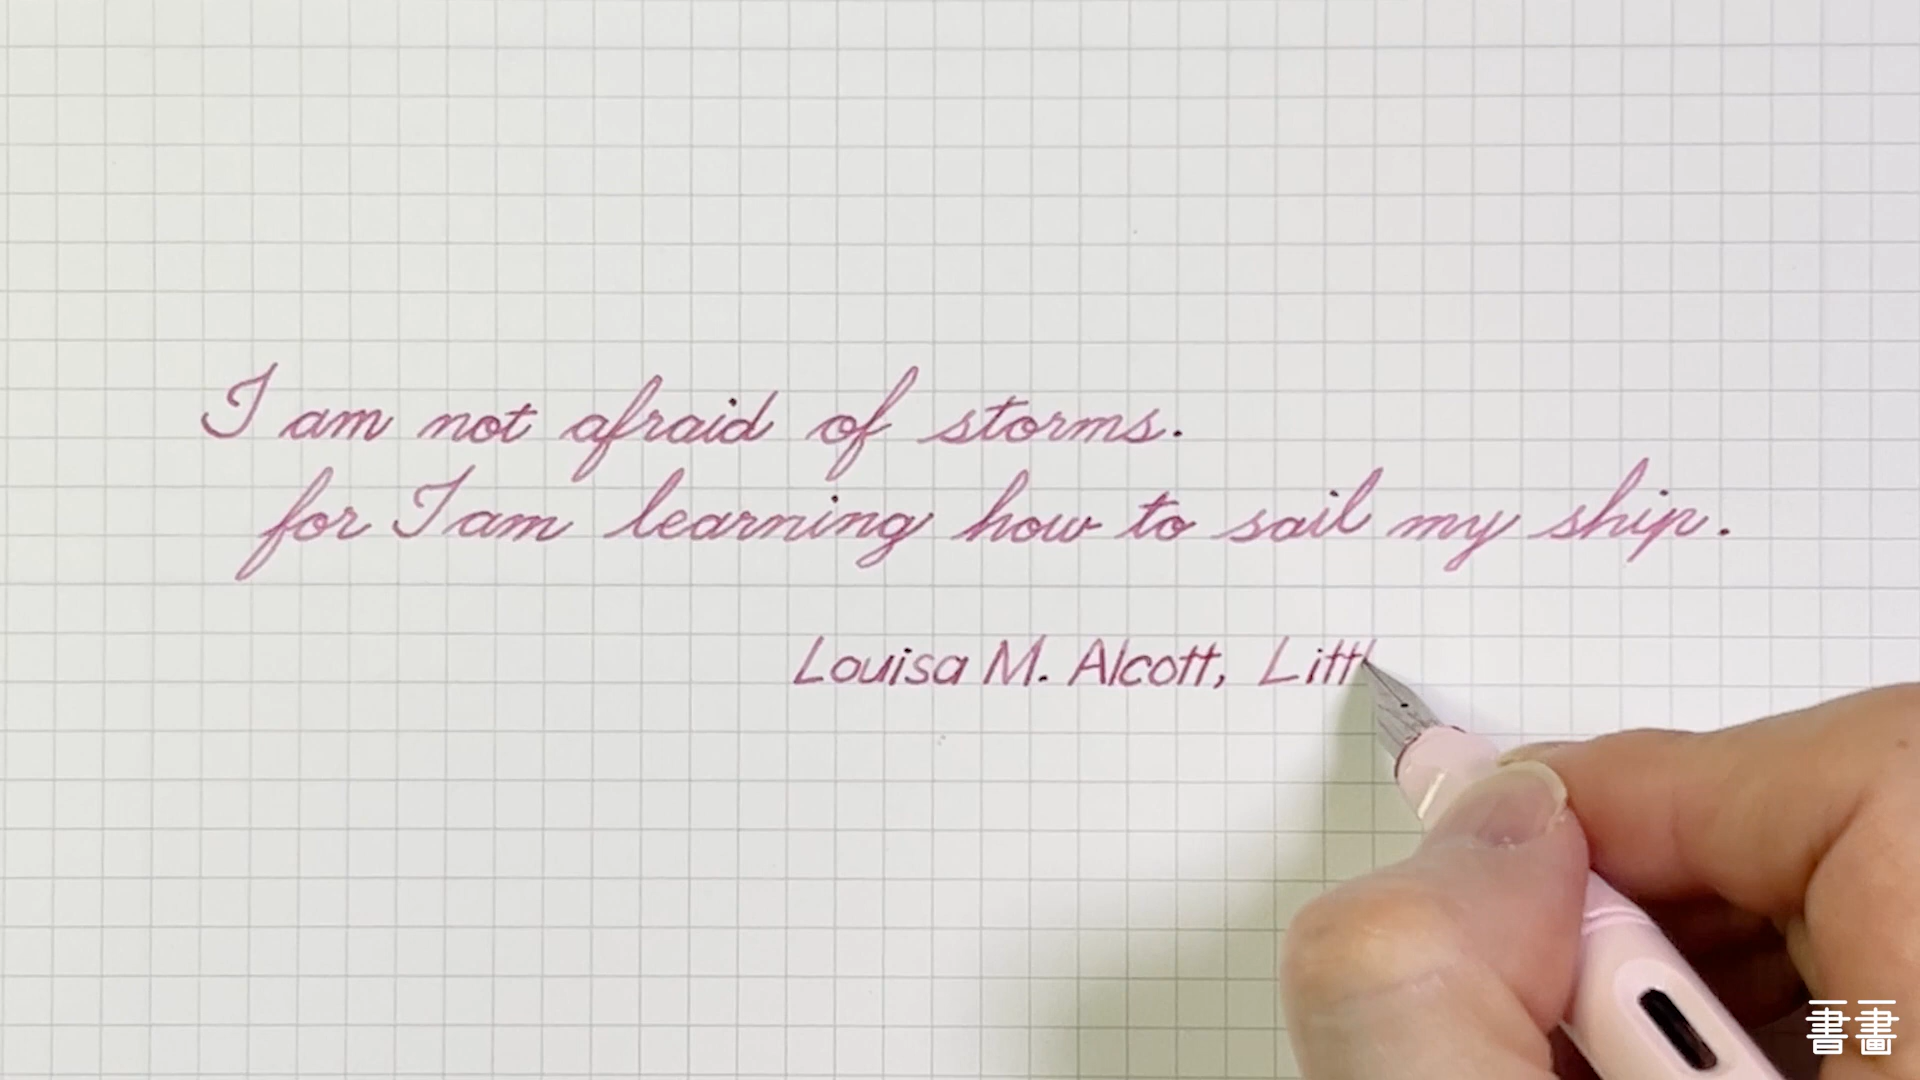 I am not afraid of storms.
for I am learning how to sail my ship.
Louisa M. Alcott, Littl
書畫